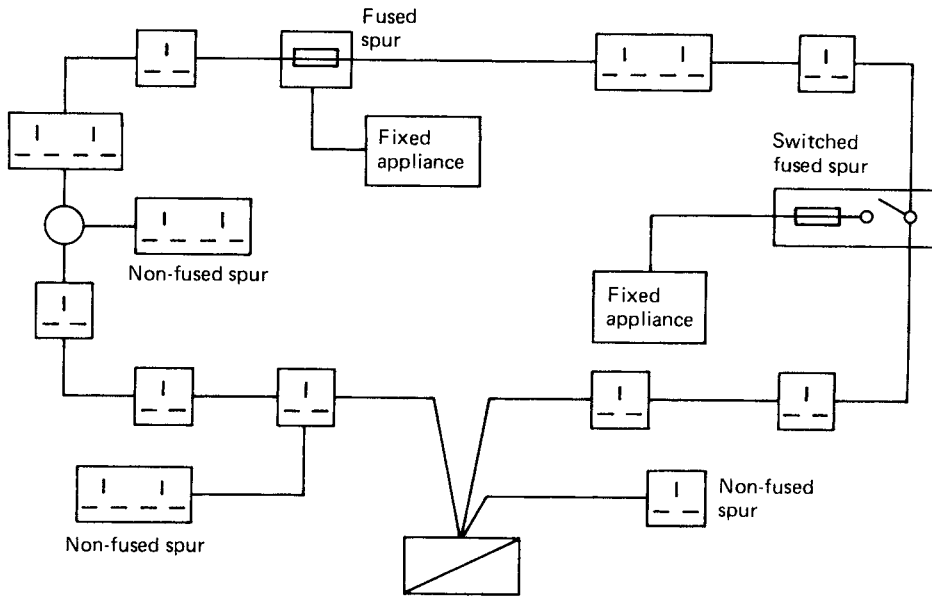 Fused
spur
Fixed
appliance
Switched
fused spur
Non-fused spur
Fixed
appliance
Non-fused
spur
Non-fused spur